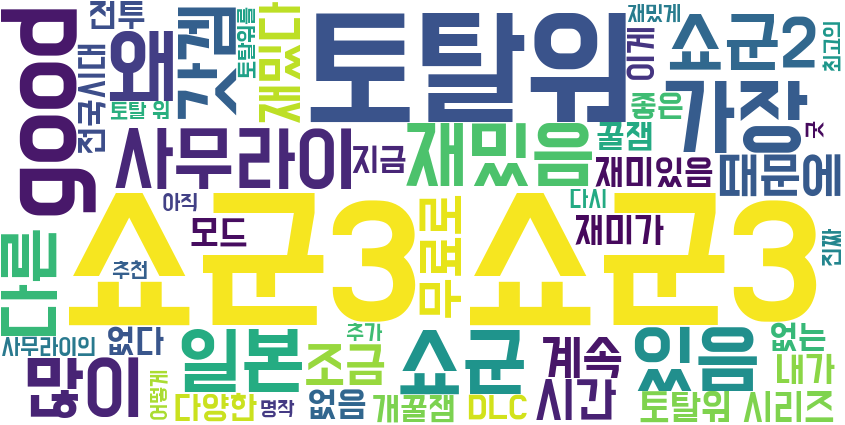 good
전투
전국시대
토탈 워
왜
갓겜
토탈워를
재밌다
토탈워
이게
재밌게
쇼군2
최고의
좋은
가장
굿
사무라이
지금
재밌음
꿀잼
재미있음
때문에
아직
모드
다시
재미가
진짜
다른
추천
쇼군3 쇼군3
무료로
사무라이의
없다
많이
일본
추가
조금
쇼군
계속
있음
없는
내가
어떻게
다양한
명작
없음
개꿀잼
DLC
시간
토탈워 시리즈